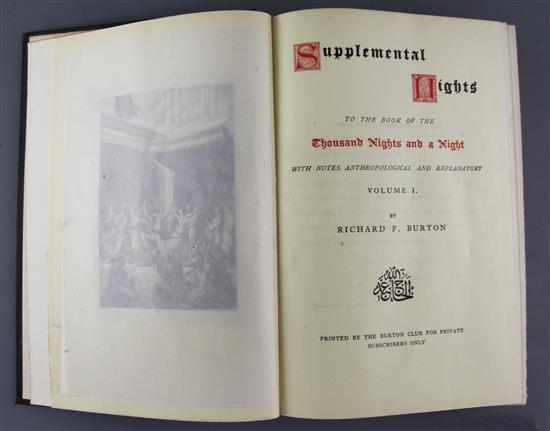 Supplemental
Nights
TO THE BOOK OF THE
Thousand Nights and a Night
WITH NOTES ANTHROPOLOGICAL AND EXPLANATORY
VOLUME I.
BY
RICHARD F. BURTON
PRINTED BY THE BURTON CLUB FOR PRIVATE
SUBSCRIBERS ONLY